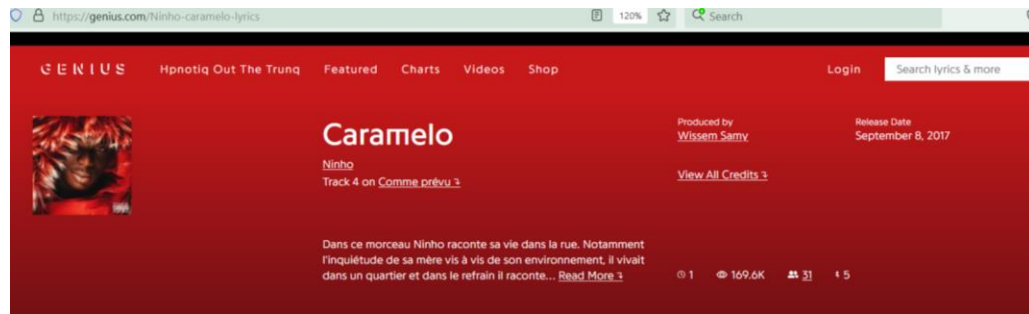 https://genius.com/Ninho-caramelo-lyrics 120% Search
GENIUS Hpnotiq Out The Trunq Featured Charts Videos Shop Login Search lyrics & more
Caramelo
Ninho
Track 4 on Comme prévu
Produced by
Wissem Samy
View All Credits
Release Date
September 8, 2017
Dans ce morceau Ninho raconte sa vie dans la rue. Notamment
l'inquiétude de sa mère vis à vis de son environnement, il vivait
dans un quartier et dans le refrain il raconte... Read More
1 169.6K 31 5